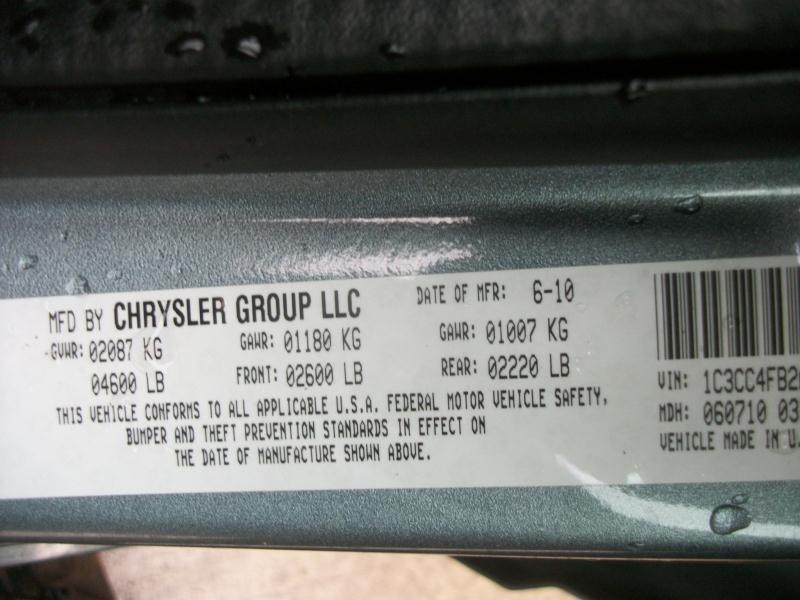 MFD BY CHRYSLER GROUP LLC DATE OF MFR: 6-10
GVWR: 02087 KG GAWR: 01180 KG GAWR: 01007 KG
04600 LB FRONT: 02600 LB REAR: 02220 LB
THIS VEHICLE CONFORMS TO ALL APPLICABLE U.S.A. FEDERAL MOTOR VEHICLE SAFETY,
BUMPER AND THEFT PREVENTION STANDARDS IN EFFECT ON
THE DATE OF MANUFACTURE SHOWN ABOVE.
VIN: 1C3CC4FB2
MDH: 060710 03
VEHICLE MADE IN U.